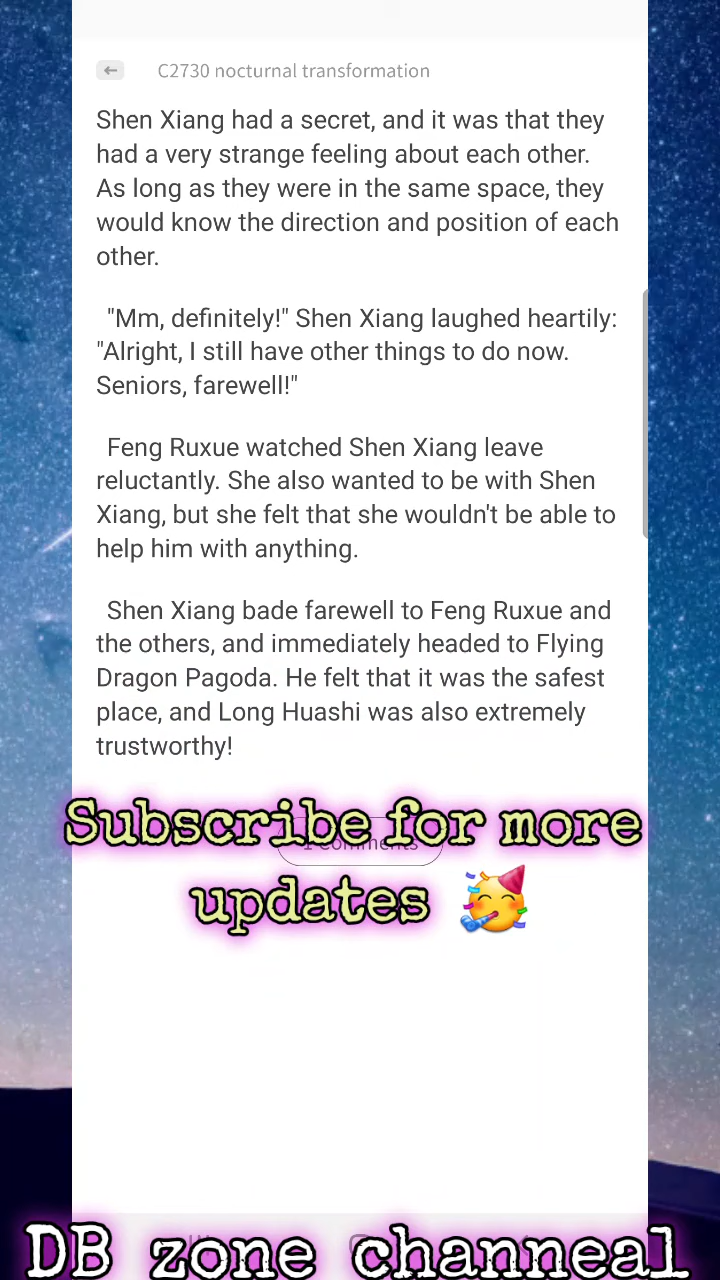 C2730 nocturnal transformation
Shen Xiang had a secret, and it was that they
had a very strange feeling about each other.
As long as they were in the same space, they
would know the direction and position of each
other.
"Mm, definitely!" Shen Xiang laughed heartily:
"Alright, I still have other things to do now.
Seniors, farewell!"
Feng Ruxue watched Shen Xiang leave
reluctantly. She also wanted to be with Shen
Xiang, but she felt that she wouldn't be able to
help him with anything.
Shen Xiang bade farewell to Feng Ruxue and
the others, and immediately headed to Flying
Dragon Pagoda. He felt that it was the safest
place, and Long Huashi was also extremely
trustworthy!
Subscribe for more
1 Comments
updates 🥳
DB zone channeal